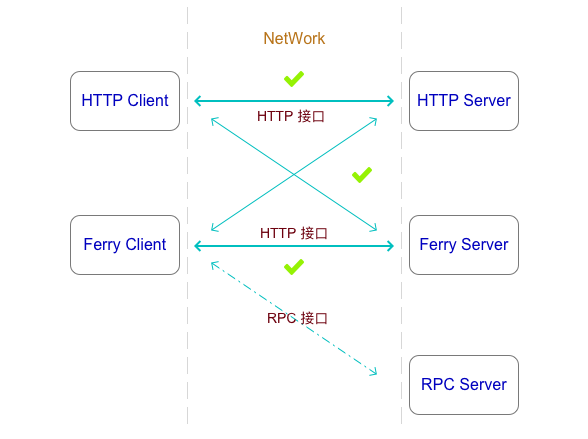 NetWork
HTTP Client
HTTP Server
HTTP 接口
HTTP 接口
Ferry Client
Ferry Server
RPC 接口
RPC Server